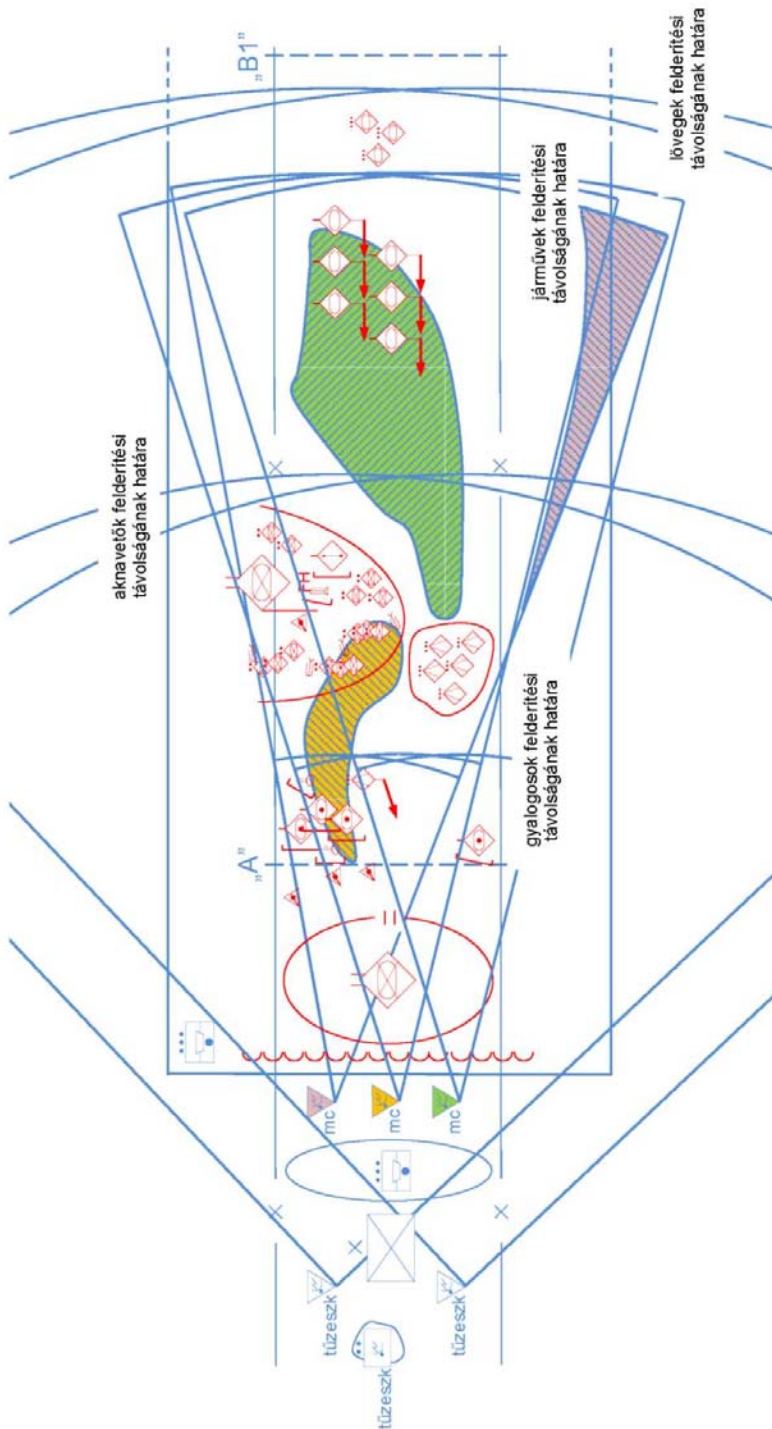 „B1”
lövegek felderítési
távolságának határa
járművek felderítési
távolságának határa
aknavetők felderítési
távolságának határa
FH
gyalogosok felderítési
távolságának határa
„A”
mc
mc
mc
tűzeszk
tűzeszk
tűzeszk